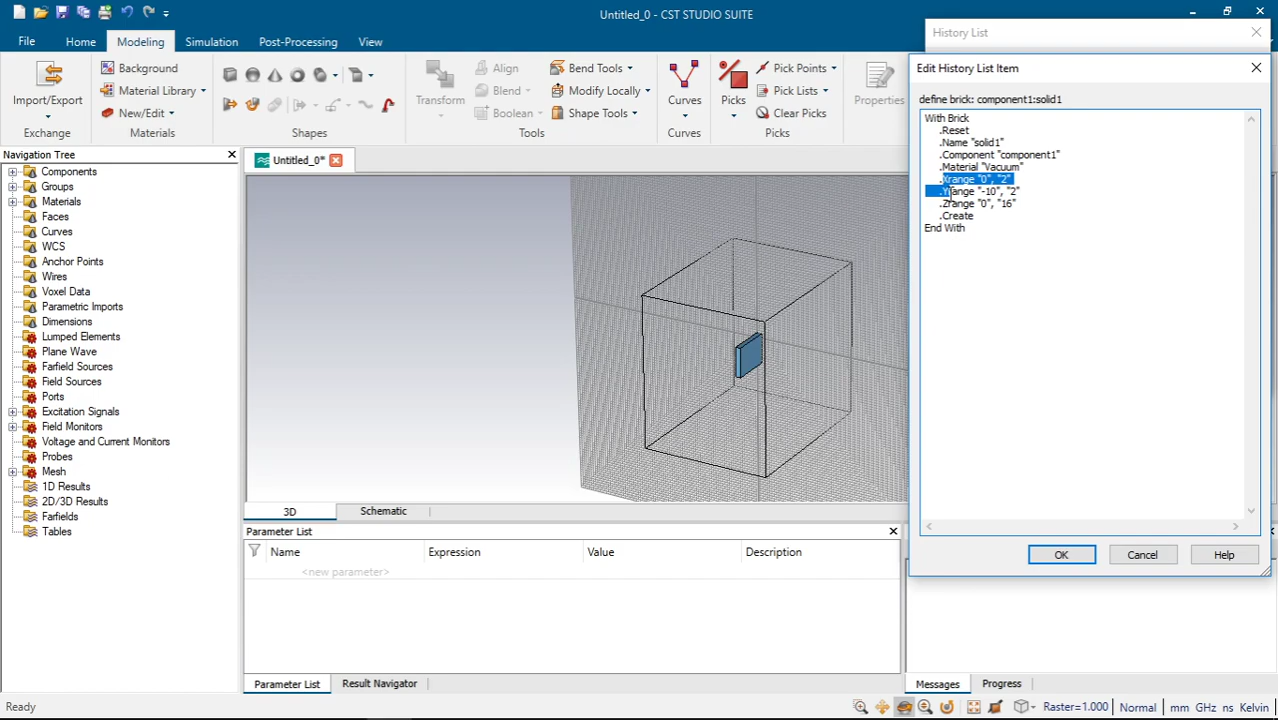 Untitled_0 - CST STUDIO SUITE
File Home Modeling Simulation Post-Processing View
History List
Import/Export
Exchange
Background
Material Library
New/Edit
Materials
Shapes
Transform
Align
Blend
Boolean
Bend Tools
Modify Locally
Shape Tools
Tools
Curves
Curves
Picks
Pick Points
Pick Lists
Clear Picks
Picks
Properties
Edit History List Item
define brick: component1:solid1
With Brick
.Reset
.Name "solid1"
.Component "component1"
.Material "Vacuum"
.Xrange "0", "2"
.Yrange "-10", "2"
.Zrange "0", "16"
.Create
End With
OK Cancel Help
Navigation Tree
Components
Groups
Materials
Faces
Curves
WCS
Anchor Points
Wires
Voxel Data
Parametric Imports
Dimensions
Lumped Elements
Plane Wave
Farfield Sources
Field Sources
Ports
Excitation Signals
Field Monitors
Voltage and Current Monitors
Probes
Mesh
1D Results
2D/3D Results
Farfields
Tables
Untitled_0*
3D Schematic
Parameter List
Name Expression Value Description
<new parameter>
Parameter List Result Navigator
Messages Progress
Ready
Raster=1.000 Normal mm GHz ns Kelvin